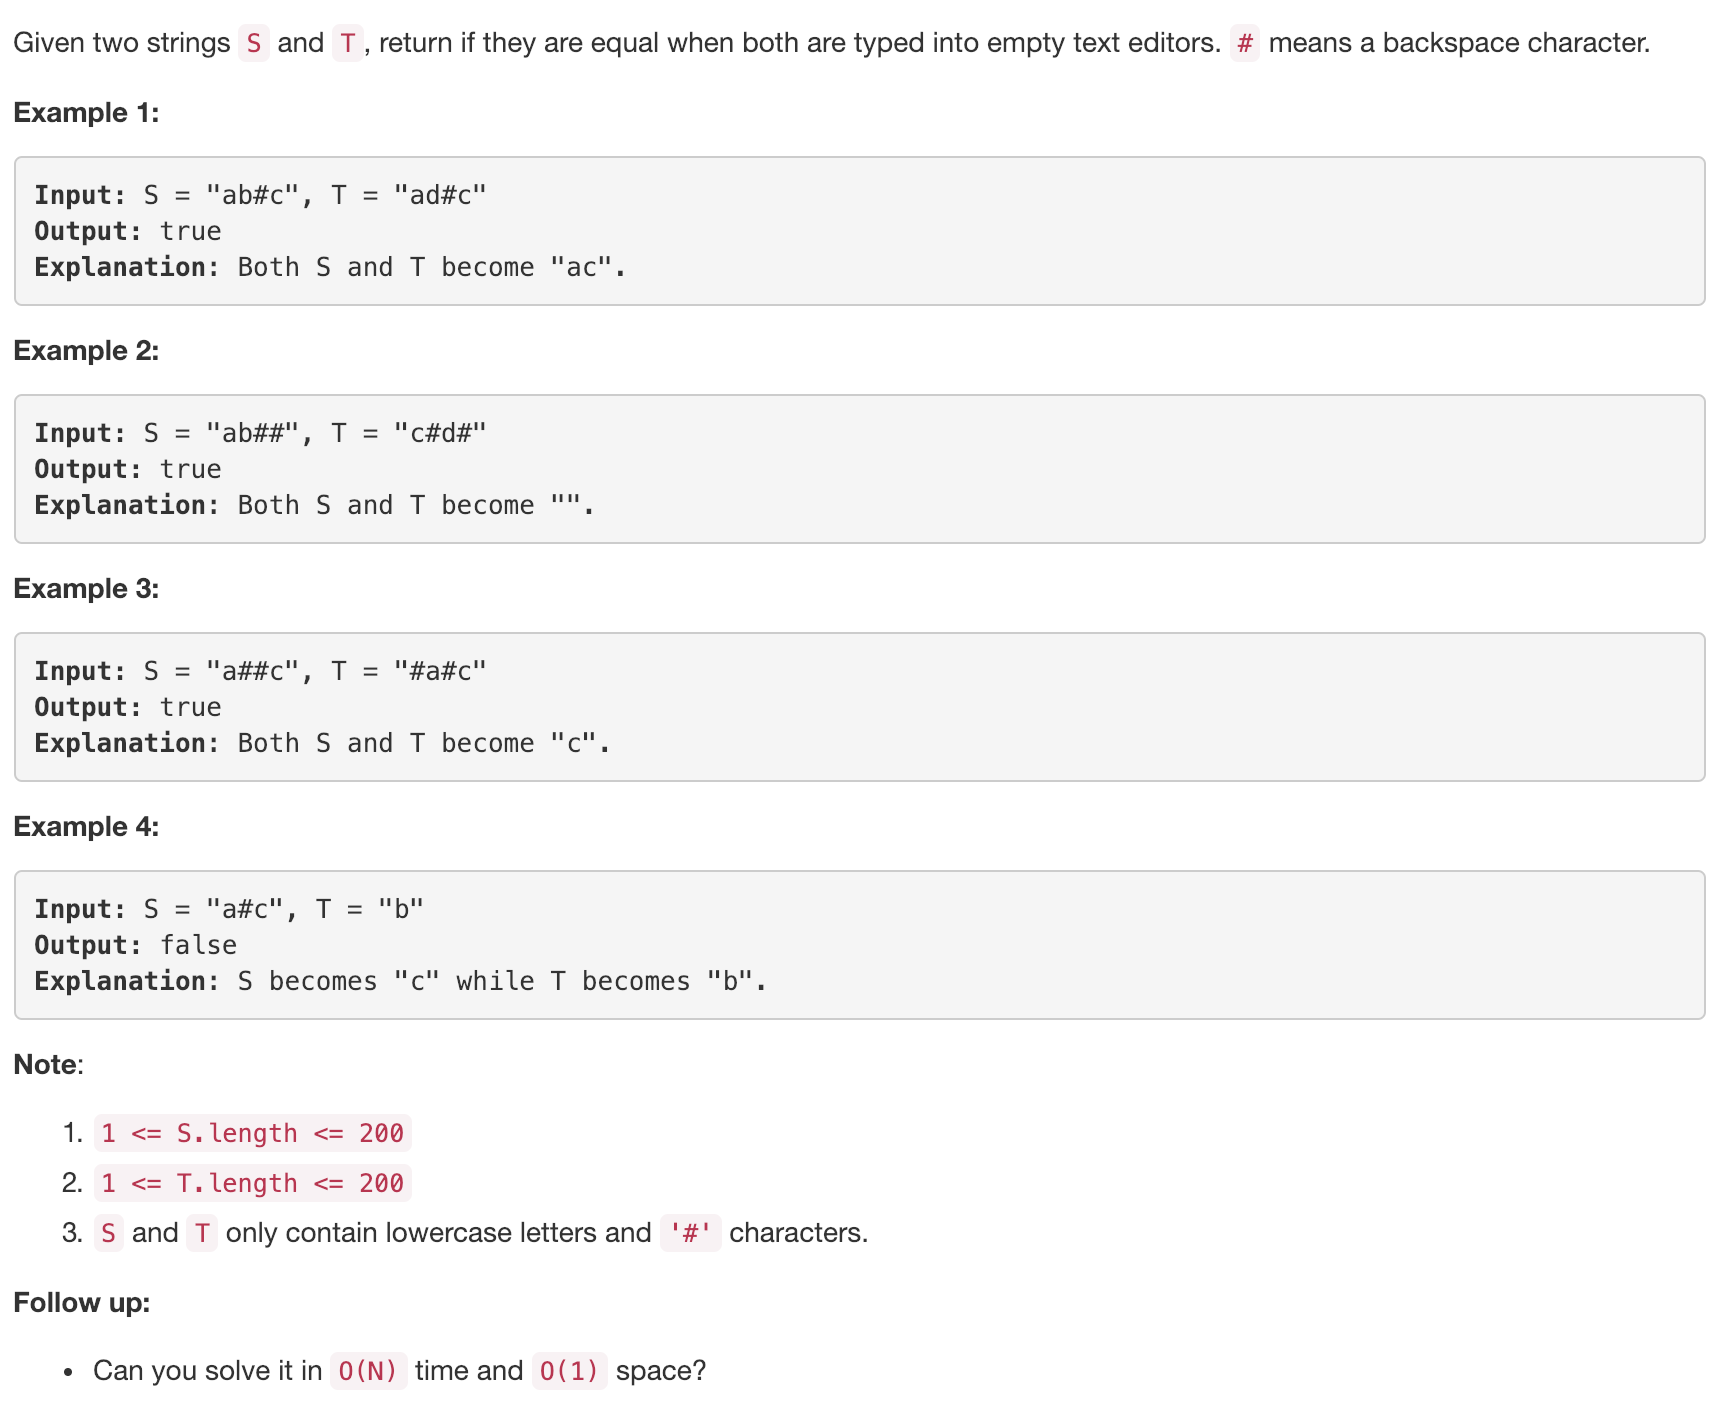 Given two strings S and T, return if they are equal when both are typed into empty text editors. # means a backspace character.
Example 1:
Input: S = "ab#c", T = "ad#c"
Output: true
Explanation: Both S and T become "ac".
Example 2:
Input: S = "ab##", T = "c#d#"
Output: true
Explanation: Both S and T become "".
Example 3:
Input: S = "a##c", T = "#a#c"
Output: true
Explanation: Both S and T become "c".
Example 4:
Input: S = "a#c", T = "b"
Output: false
Explanation: S becomes "c" while T becomes "b".
Note:
1. 1 <= S.length <= 200
2. 1 <= T.length <= 200
3. S and T only contain lowercase letters and '#' characters.
Follow up:
• Can you solve it in O(N) time and O(1) space?